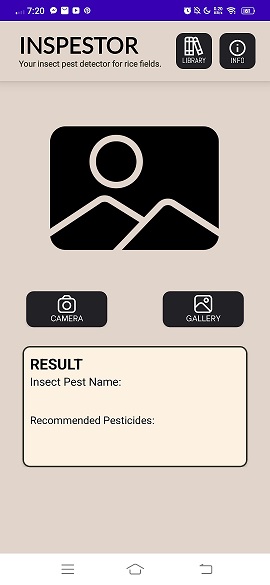 7:20
INSPESTOR
Your insect pest detector for rice fields.
LIBRARY
INFO
CAMERA
GALLERY
RESULT
Insect Pest Name:
Recommended Pesticides: